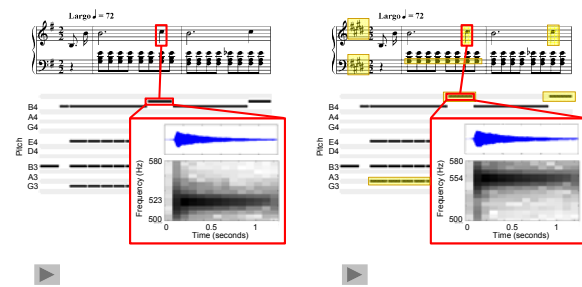 Largo ♩ = 72
B4
A4
G4
E4
D4
B3
A3
G3
Pitch
580
523
500
Frequency (Hz)
0 0.5 1
Time (seconds)
Largo ♩ = 72
B4
A4
G4
E4
D4
B3
A3
G3
Pitch
580
554
500
Frequency (Hz)
0 0.5 1
Time (seconds)